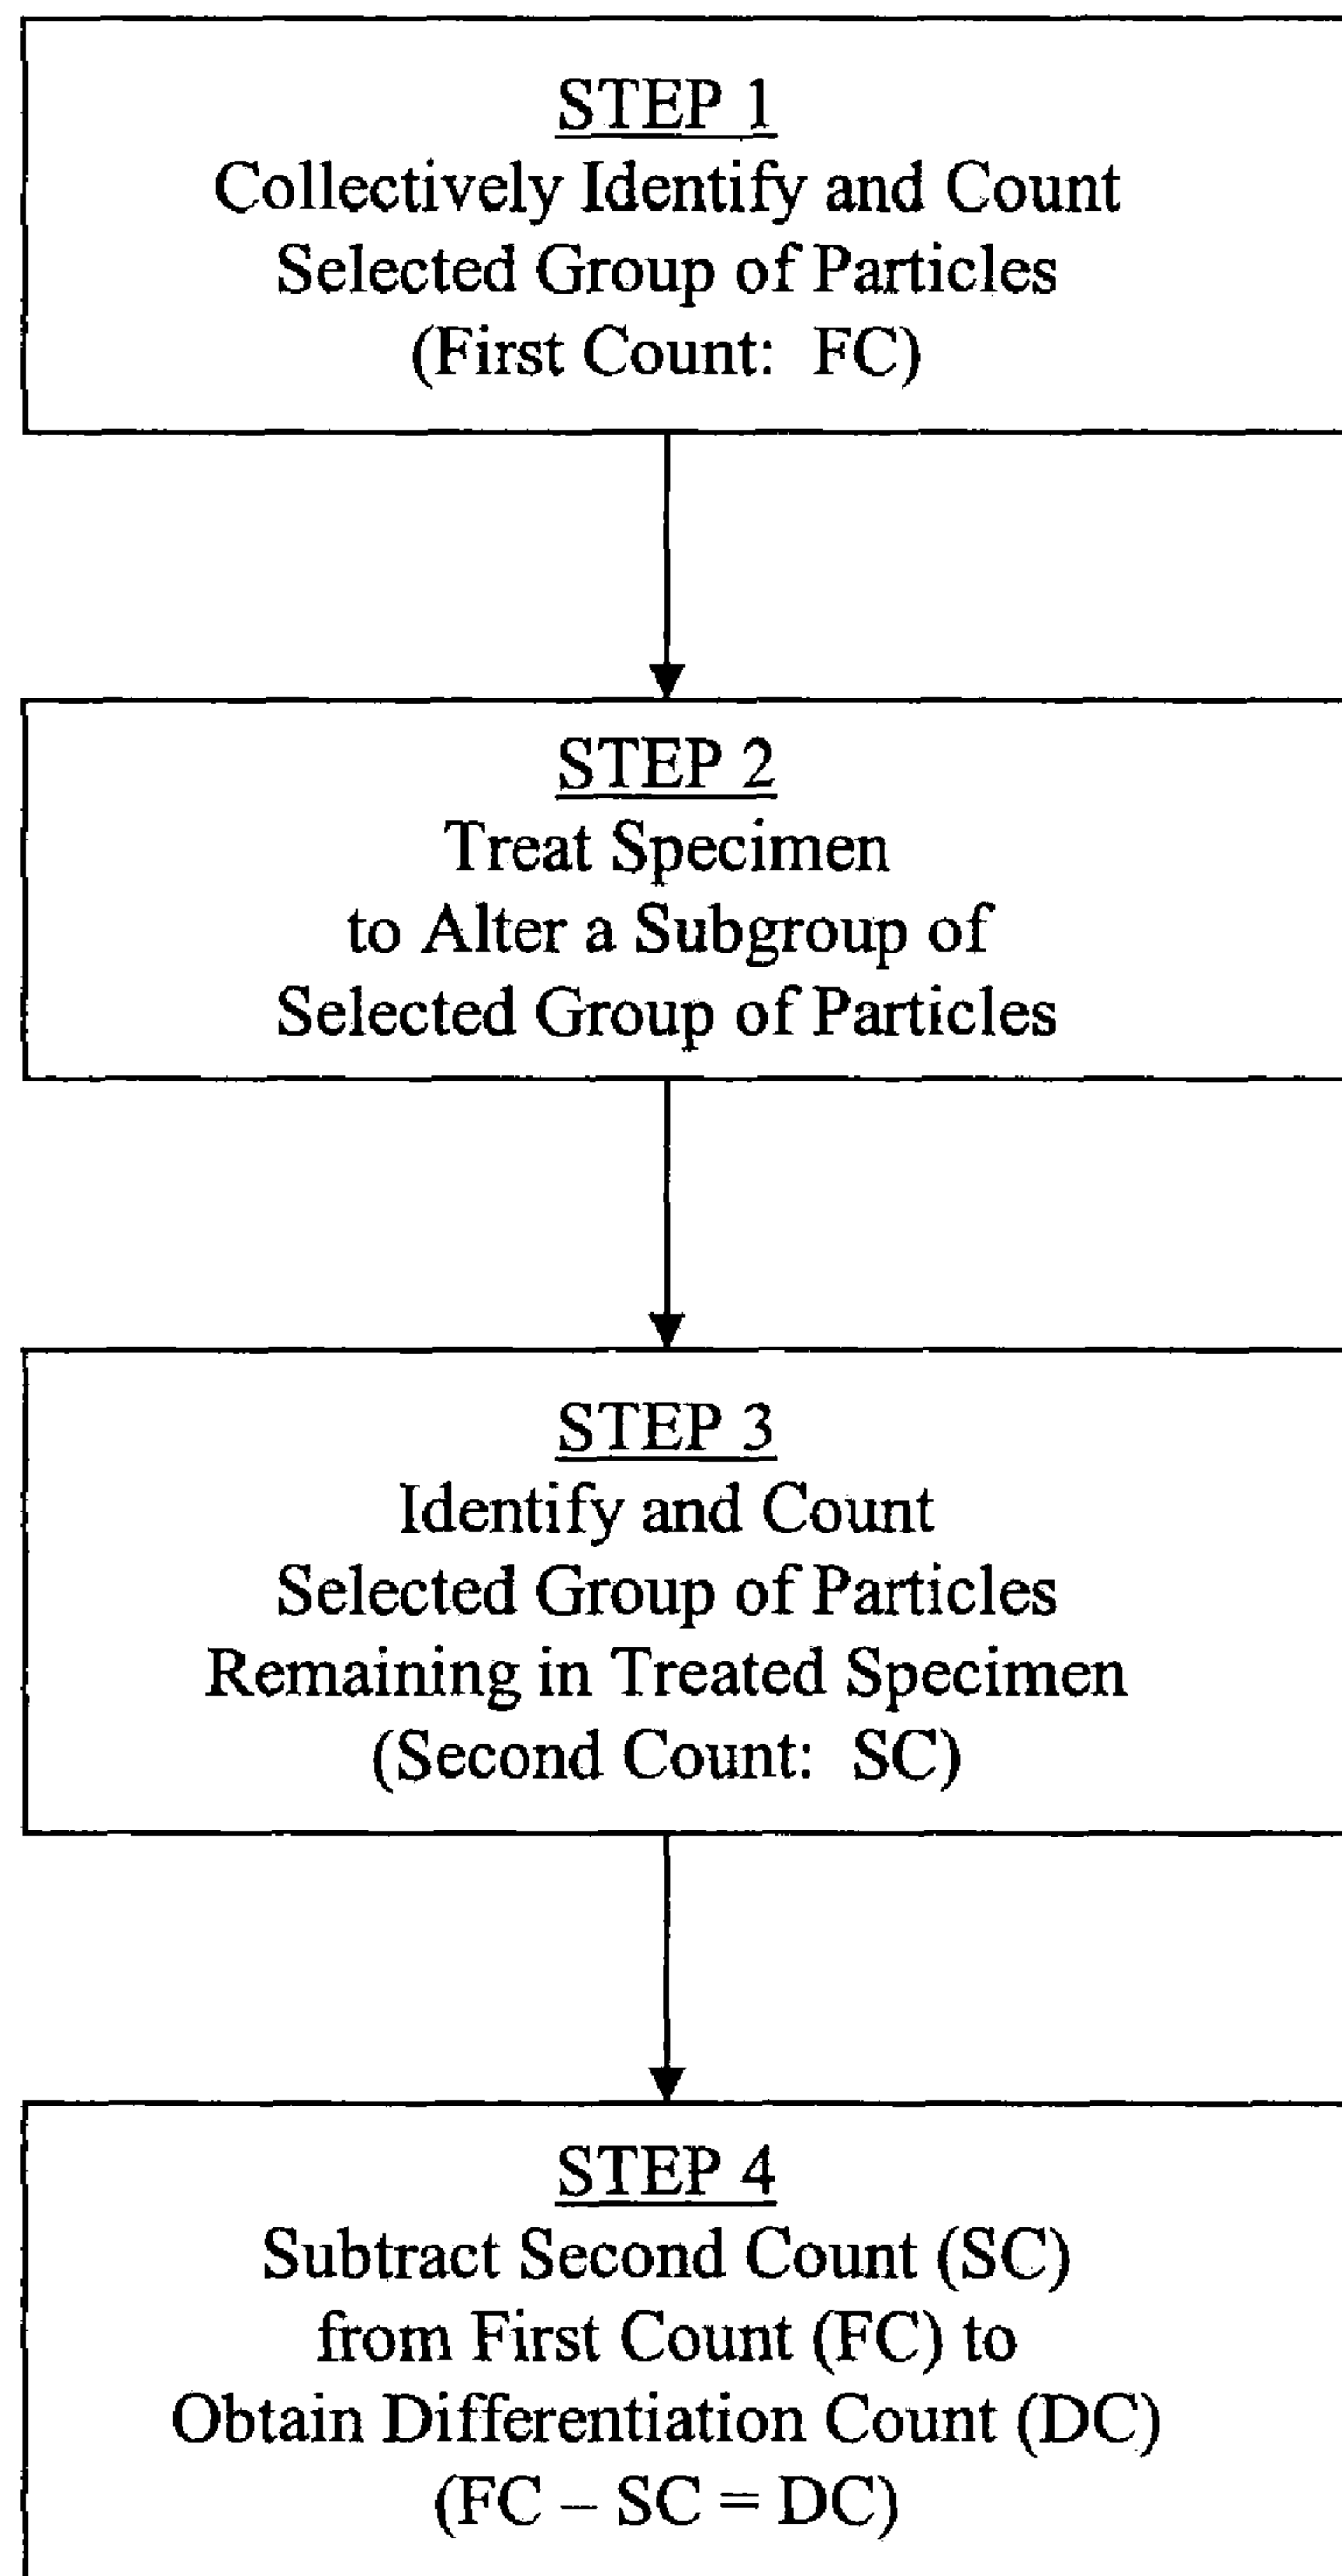 STEP 1
Collectively Identify and Count
Selected Group of Particles
(First Count: FC)
STEP 2
Treat Specimen
to Alter a Subgroup of
Selected Group of Particles
STEP 3
Identify and Count
Selected Group of Particles
Remaining in Treated Specimen
(Second Count: SC)
STEP 4
Subtract Second Count (SC)
from First Count (FC) to
Obtain Differentiation Count (DC)
(FC – SC = DC)